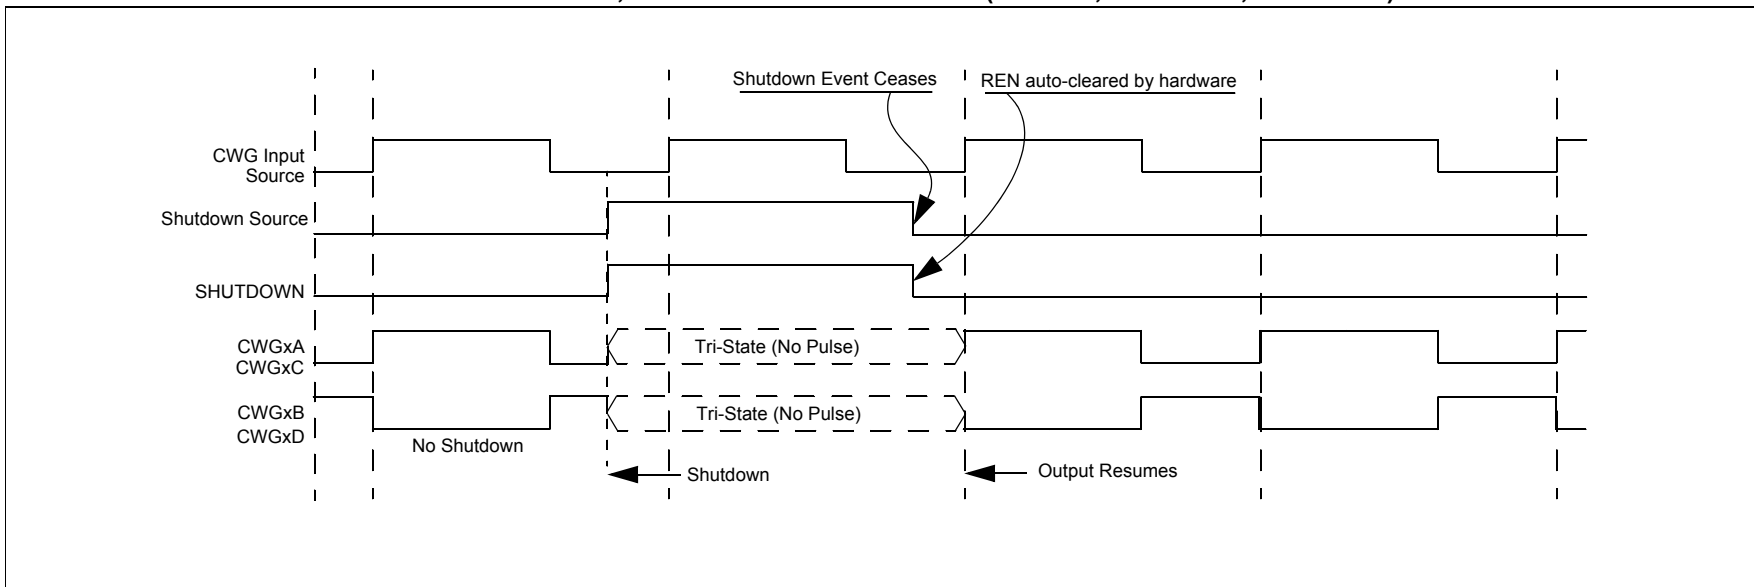 Shutdown Event Ceases
REN auto-cleared by hardware
CWG Input
Source
Shutdown Source
SHUTDOWN
CWGxA
CWGxC
Tri-State (No Pulse)
CWGxB
CWGxD
Tri-State (No Pulse)
No Shutdown
Shutdown
Output Resumes